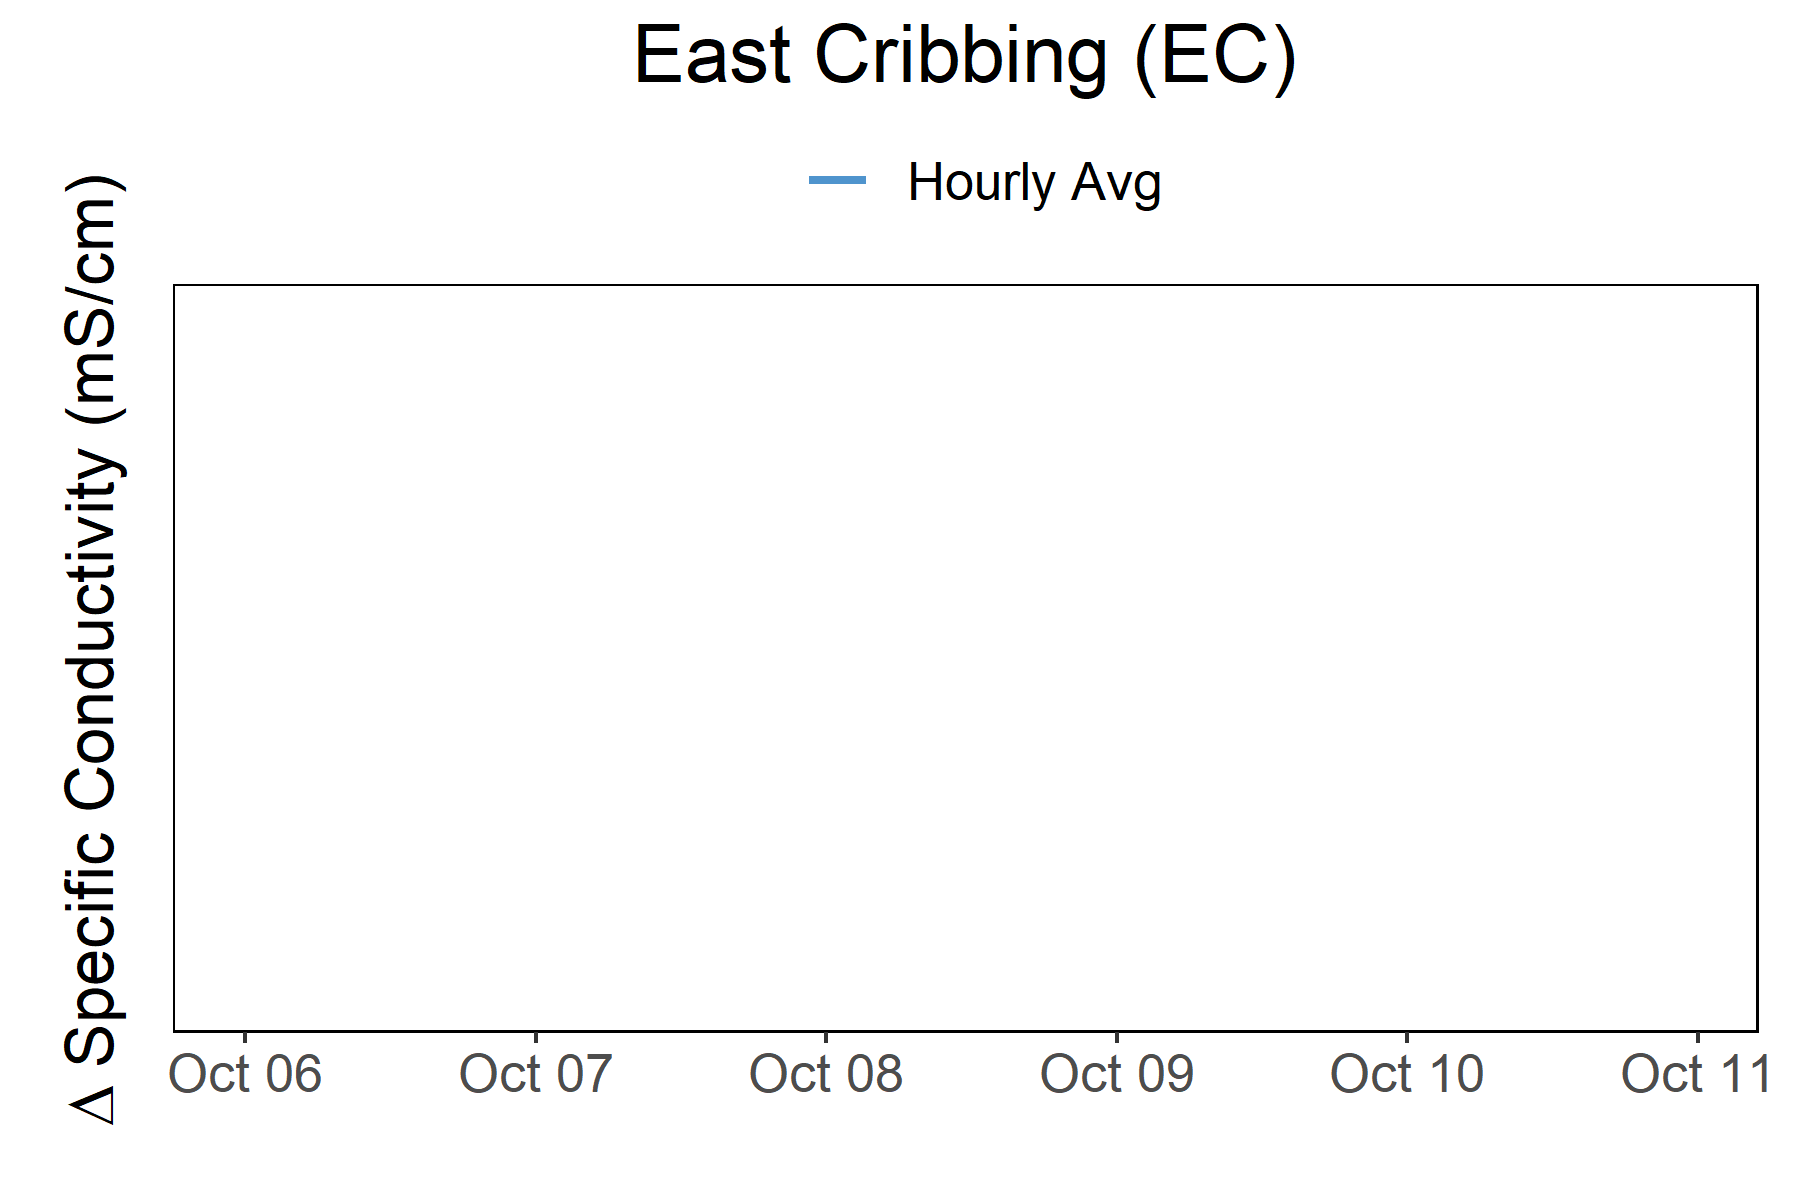 East Cribbing (EC)
Hourly Avg
Δ Specific Conductivity (mS/cm)
Oct 06 Oct 07 Oct 08 Oct 09 Oct 10 Oct 11